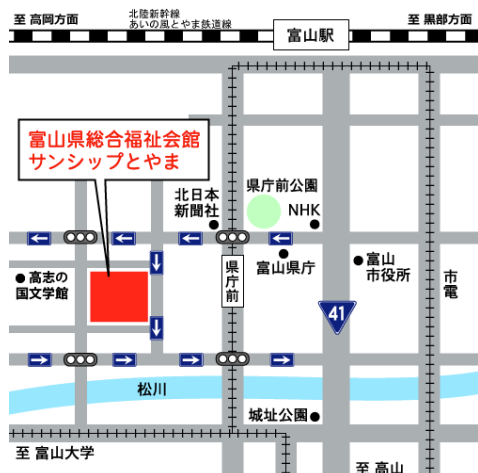 至 高岡方面
北陸新幹線
あいの風とやま鉄道線
至 黒部方面
富山駅
富山県総合福祉会館
サンシップとやま
北日本
新聞社
県庁前公園
NHK
県庁前
富山県庁
富山
市役所
市電
高志の
国文学館
41
松川
城址公園
至 富山大学
至 高山